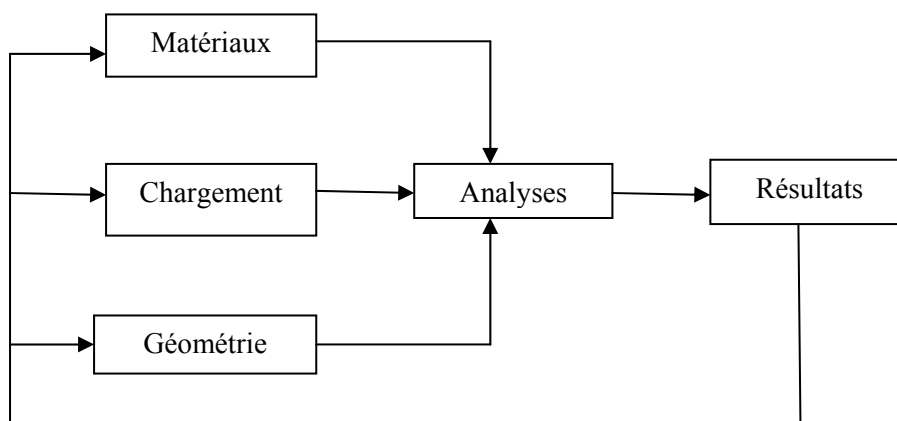 Matériaux
Chargement
Analyses
Résultats
Géométrie